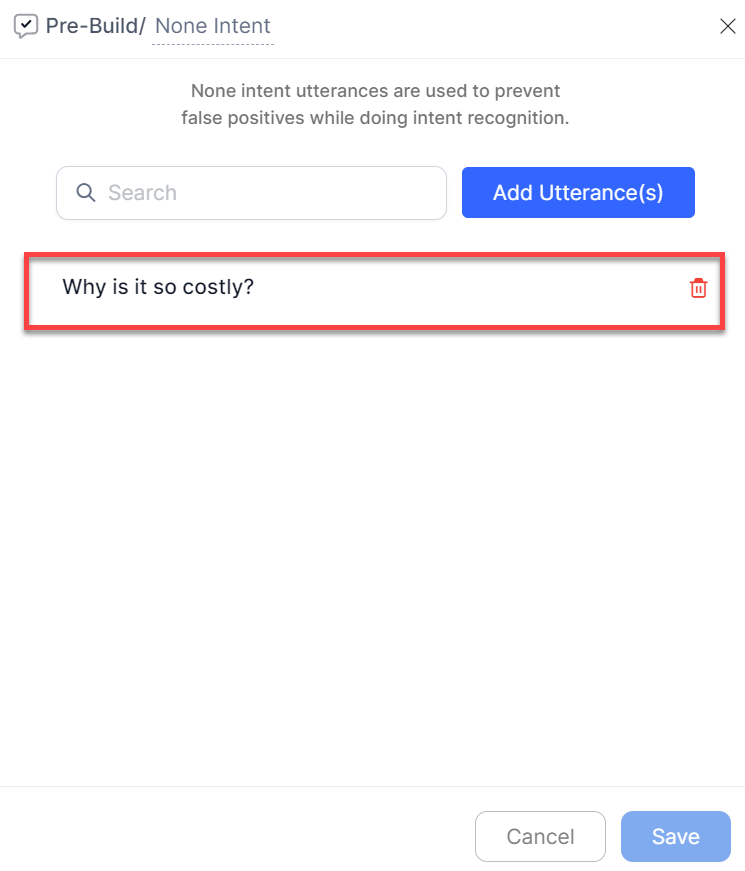 Pre-Build/ None Intent
None intent utterances are used to prevent
false positives while doing intent recognition.
Search
Add Utterance(s)
Why is it so costly?
Cancel
Save